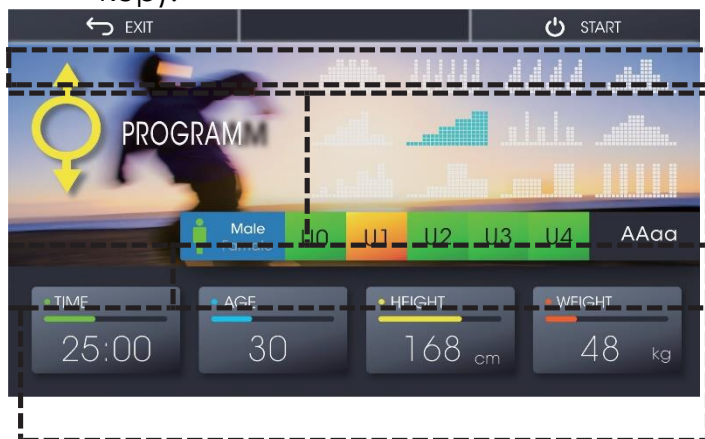 EXIT
START
PROGRAM
Male
Female
U0
U1
U2
U3
U4
AAaa
TIME
AGE
HEIGHT
WEIGHT
25:00
30
168 cm
48 kg